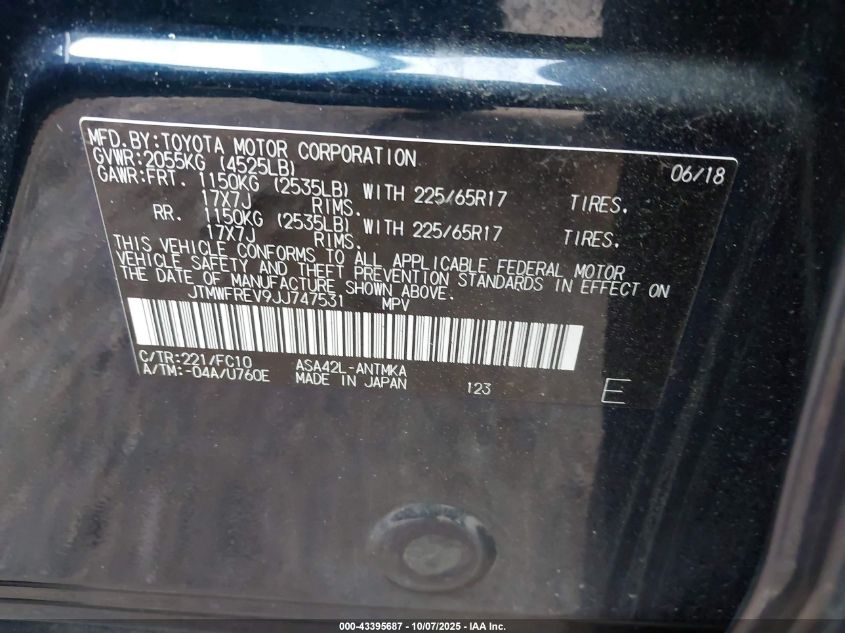 MFD.BY:TOYOTA MOTOR CORPORATION 06/18
GVWR:2055KG (4525LB)
GAWR:FRT. 1150KG (2535LB) WITH 225/65R17 TIRES.
17X7J RIMS.
RR. 1150KG (2535LB) WITH 225/65R17 TIRES.
17X7J RIMS.
THIS VEHICLE CONFORMS TO ALL APPLICABLE FEDERAL MOTOR
VEHICLE SAFETY AND THEFT PREVENTION STANDARDS IN EFFECT ON
THE DATE OF MANUFACTURE SHOWN ABOVE.
JTMWFREV9JJ747531 MPV
C/TR:221/FC10 ASA42L-ANTMKA
A/TM:-04A/U760E MADE IN JAPAN 123 E
000-43395687 - 10/07/2025 - IAA Inc.